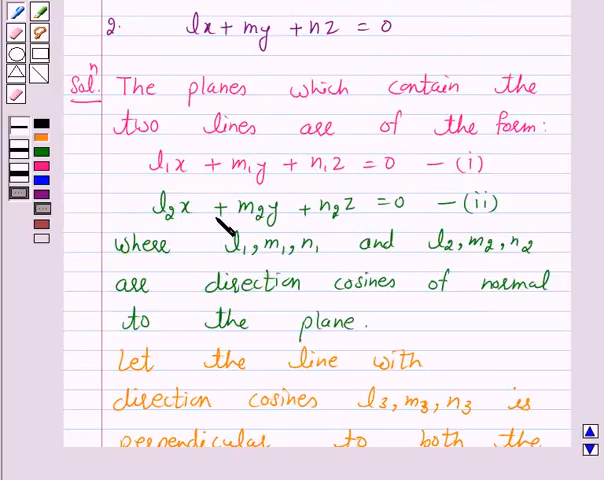 2. lx + my + nz = 0
Solⁿ. The planes which contain the
two lines are of the form:
l₁x + m₁y + n₁z = 0 – (i)
l₂x + m₂y + n₂z = 0 – (ii)
where l₁, m₁, n₁ and l₂, m₂, n₂
are direction cosines of normal
to the plane.
Let the line with
direction cosines l₃, m₃, n₃ is
perpendicular to both the